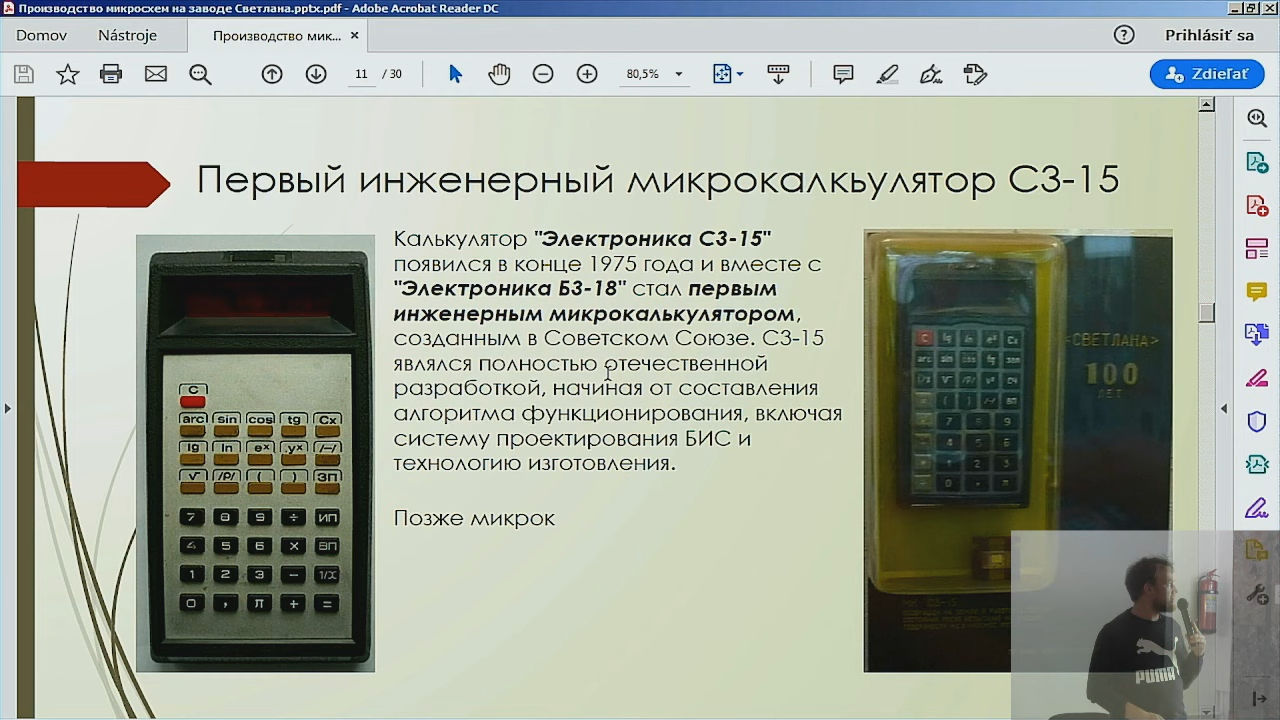 Производство микросхем на заводе Светлана.pptx.pdf - Adobe Acrobat Reader DC
Domov Nástroje Производство мик... ×
Prihlásiť sa
11 / 30 80,5% Zdieľať
Первый инженерный микрокалкьулятор С3-15
Калькулятор "Электроника С3-15"
появился в конце 1975 года и вместе с
"Электроника Б3-18" стал первым
инженерным микрокалькулятором,
созданным в Советском Союзе. С3-15
являлся полностью отечественной
разработкой, начиная от составления
алгоритма функционирования, включая
систему проектирования БИС и
технологию изготовления.
Позже микрок
C
arc sin cos tg Cx
lg ln eˣ yˣ /–/
√ /P/ ( ) ЗП
7 8 9 ÷ ИП
4 5 6 × ВП
1 2 3 − 1/X
0 , π + =
<СВЕТЛАНА>
100
ЛЕТ
PUMA